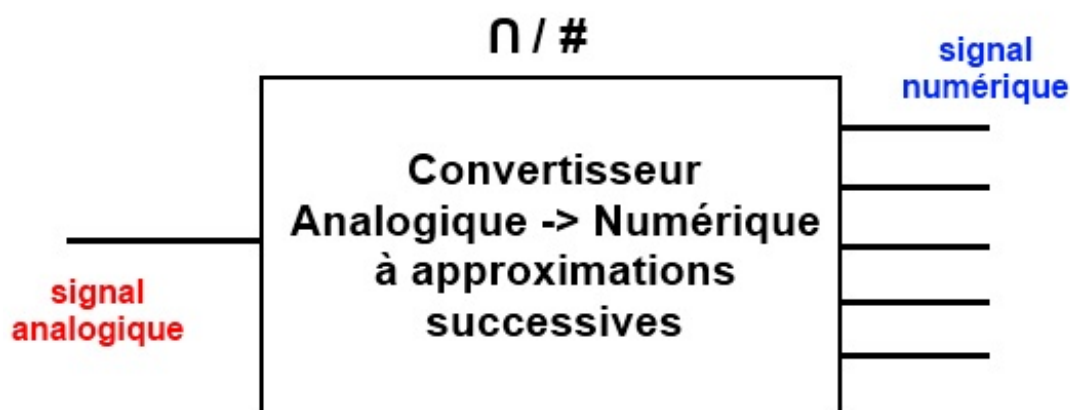 ∩ / #
signal
numérique
Convertisseur
Analogique -> Numérique
à approximations
successives
signal
analogique